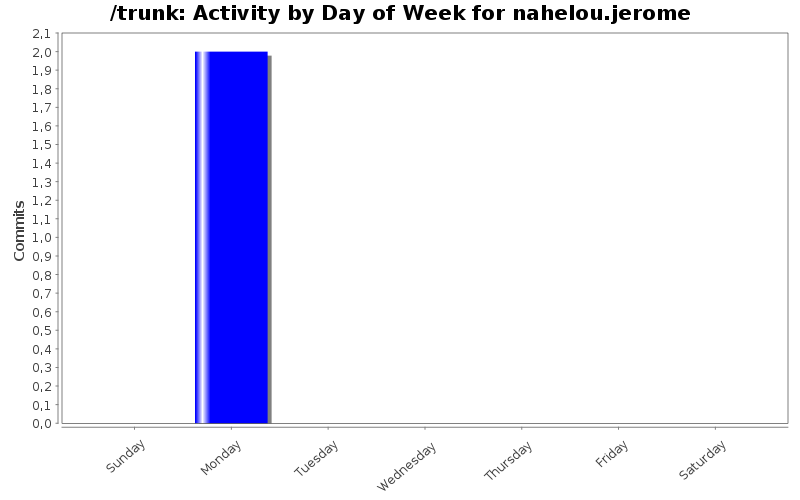 /trunk: Activity by Day of Week for nahelou.jerome
2,1
2,0
1,9
1,8
1,7
1,6
1,5
1,4
1,3
1,2
1,1
1,0
0,9
0,8
0,7
0,6
0,5
0,4
0,3
0,2
0,1
0,0
Commits
Sunday
Monday
Tuesday
Wednesday
Thursday
Friday
Saturday